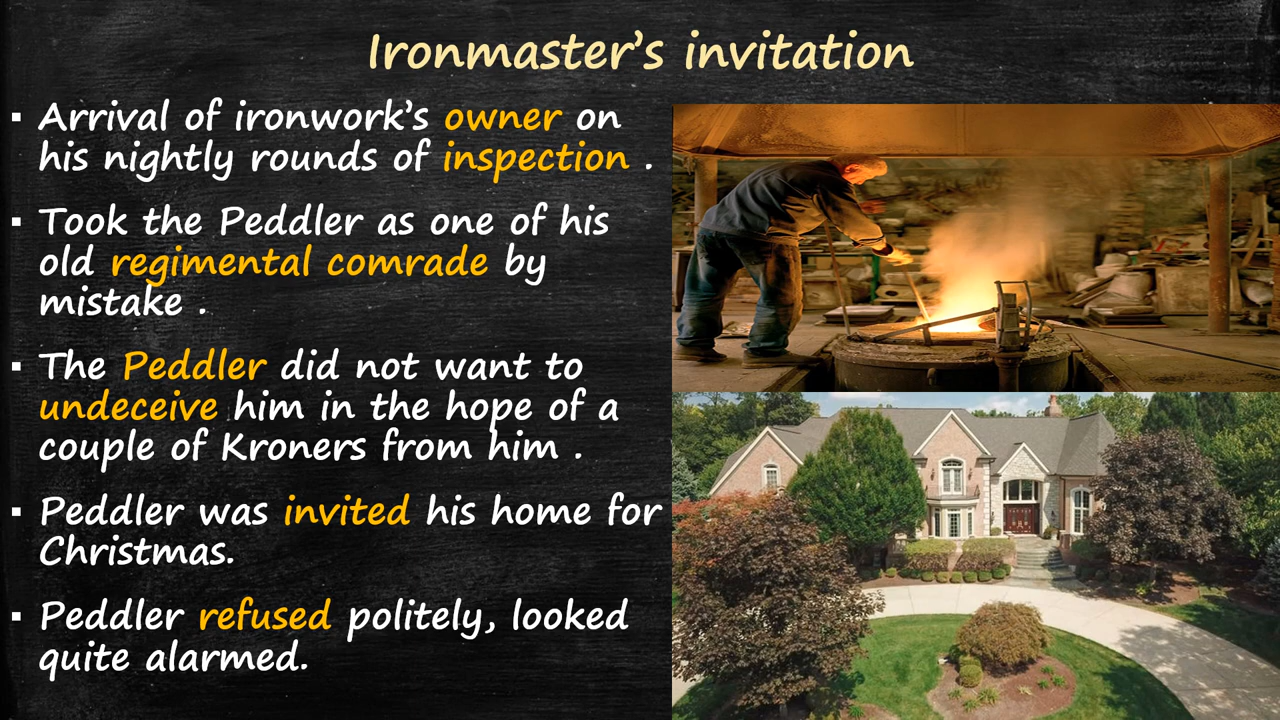 Ironmaster’s invitation
▪ Arrival of ironwork’s owner on
his nightly rounds of inspection .
▪ Took the Peddler as one of his
old regimental comrade by
mistake .
▪ The Peddler did not want to
undeceive him in the hope of a
couple of Kroners from him .
▪ Peddler was invited his home for
Christmas.
▪ Peddler refused politely, looked
quite alarmed.